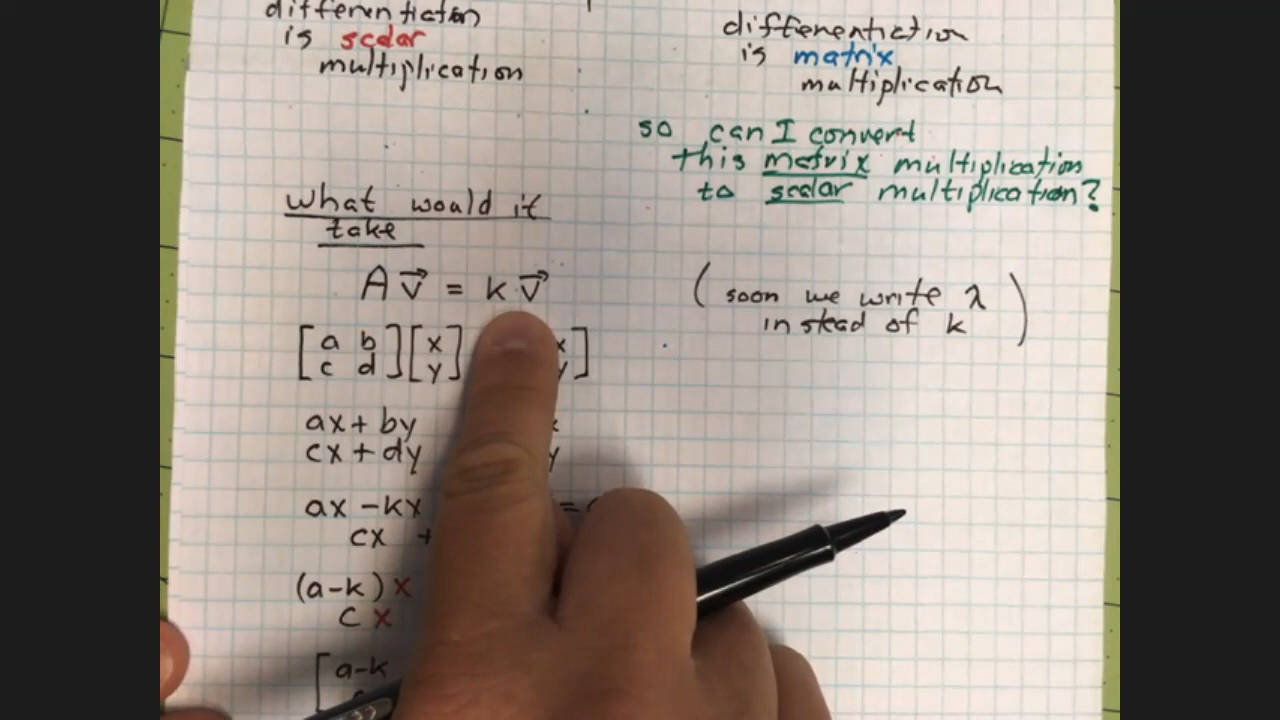 differentiation
is scalar
multiplication
differentiation
is matrix
multiplication
so can I convert
this matrix multiplication
to scalar multiplication?
What would it
take
A v⃗ = k v⃗
(soon we write λ
instead of k)
[a b] [x] x]
[c d] [y] y]
ax + by x
cx + dy y
ax - kx =
cx +
(a-k) x
c x
[a-k